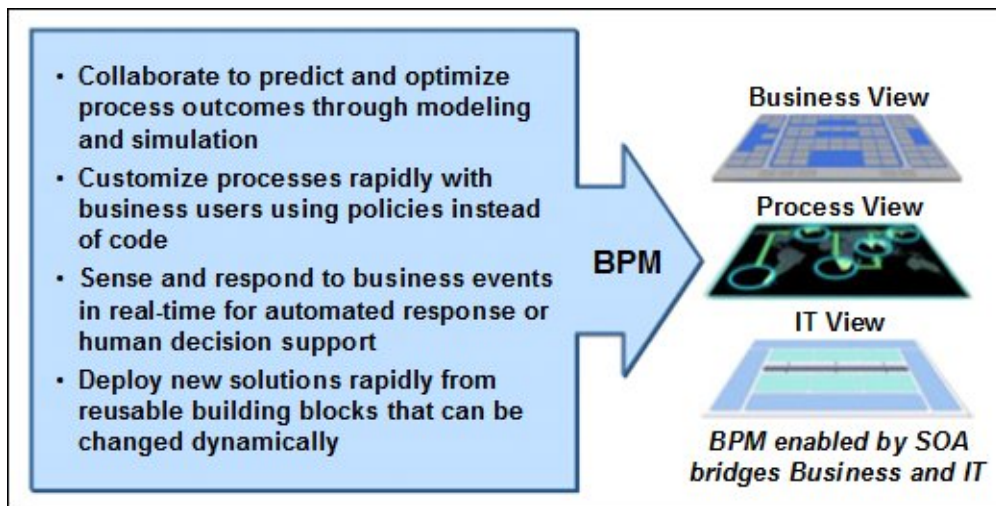 • Collaborate to predict and optimize
process outcomes through modeling
and simulation
• Customize processes rapidly with
business users using policies instead
of code
• Sense and respond to business events
in real-time for automated response or
human decision support
• Deploy new solutions rapidly from
reusable building blocks that can be
changed dynamically
BPM
Business View
Process View
IT View
BPM enabled by SOA
bridges Business and IT